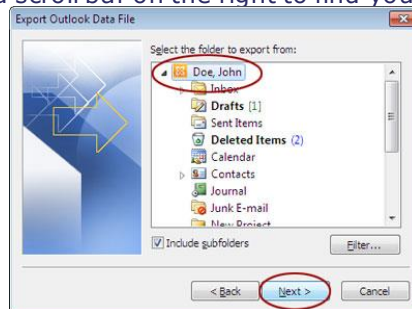 a scroll bar on the right to find you
Export Outlook Data File
Select the folder to export from:
Doe, John
Inbox
Drafts [1]
Sent Items
Deleted Items (2)
Calendar
Contacts
Journal
Junk E-mail
New Project
Include subfolders
Filter...
< Back
Next >
Cancel